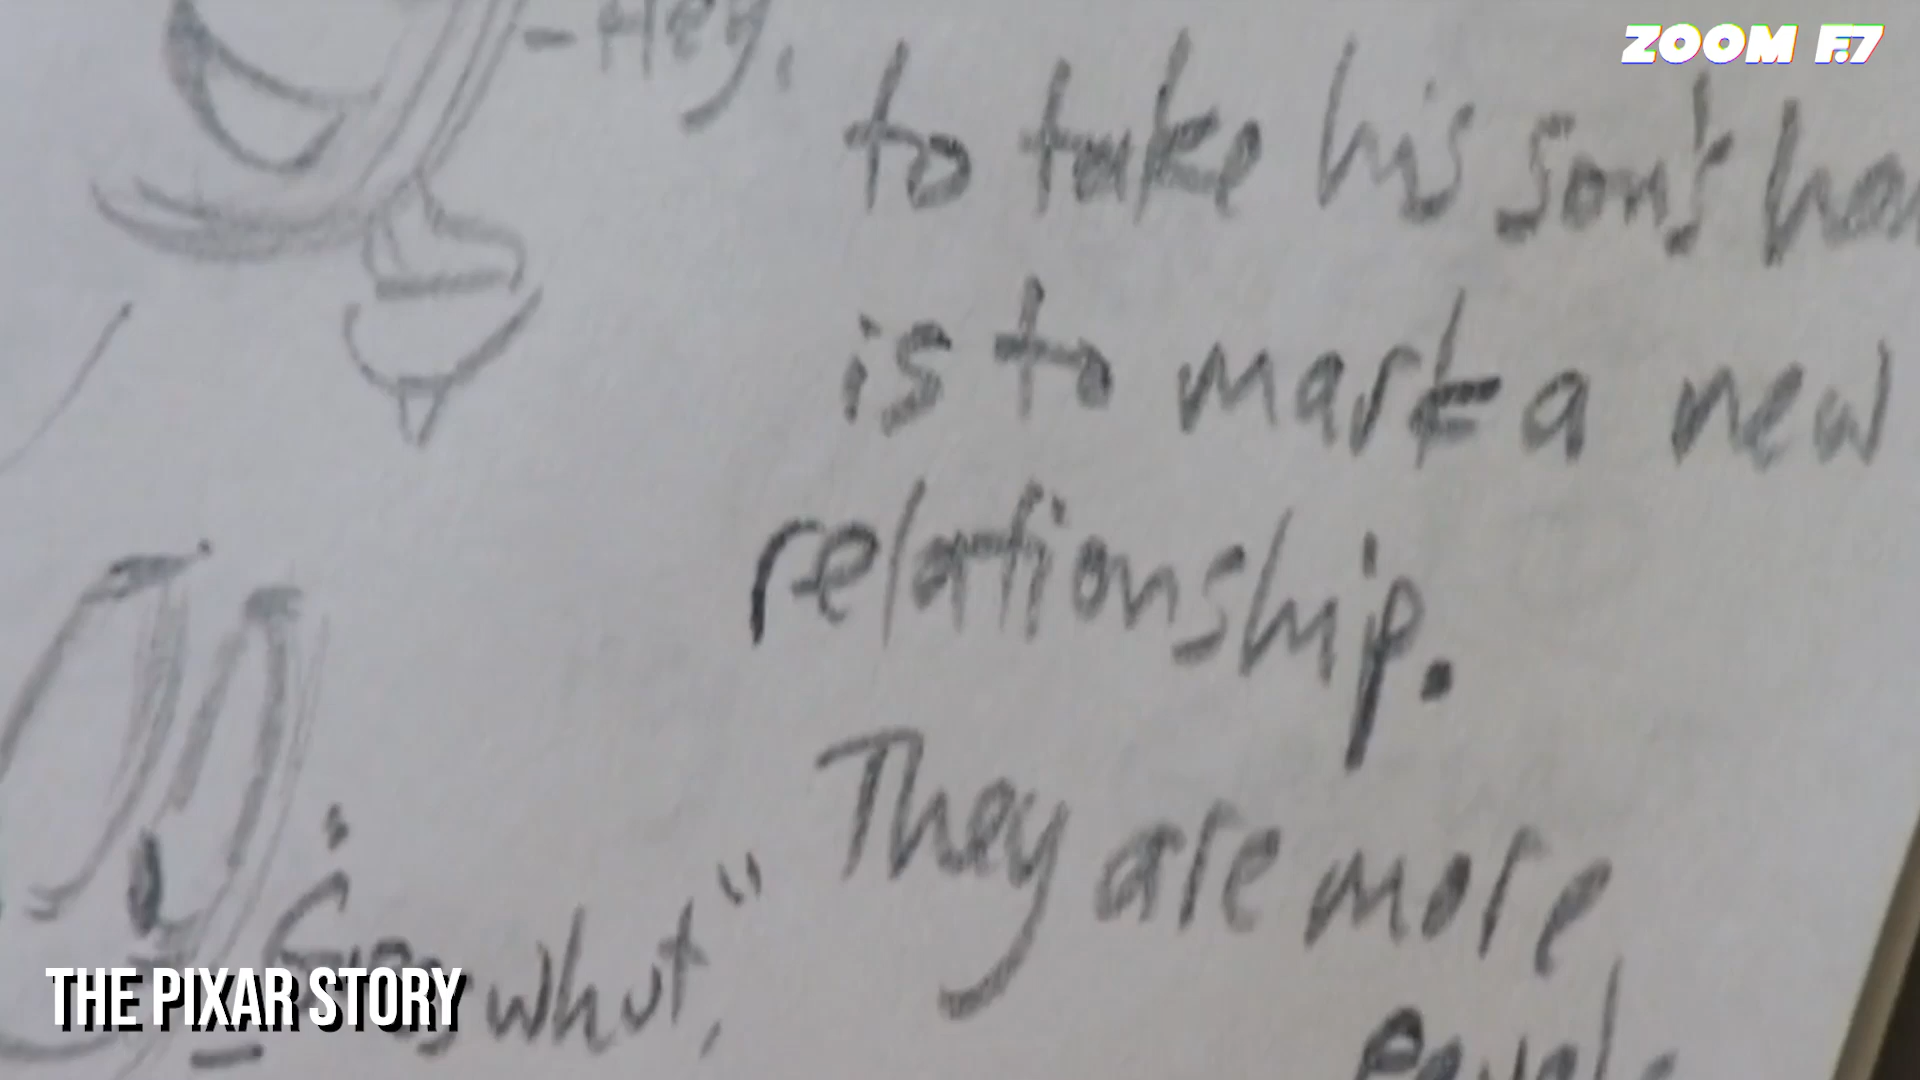 ZOOM F.7
- Hey,
to take his son's
is to mark a new
relationship.
They are more
equals
what,"
THE PIXAR STORY